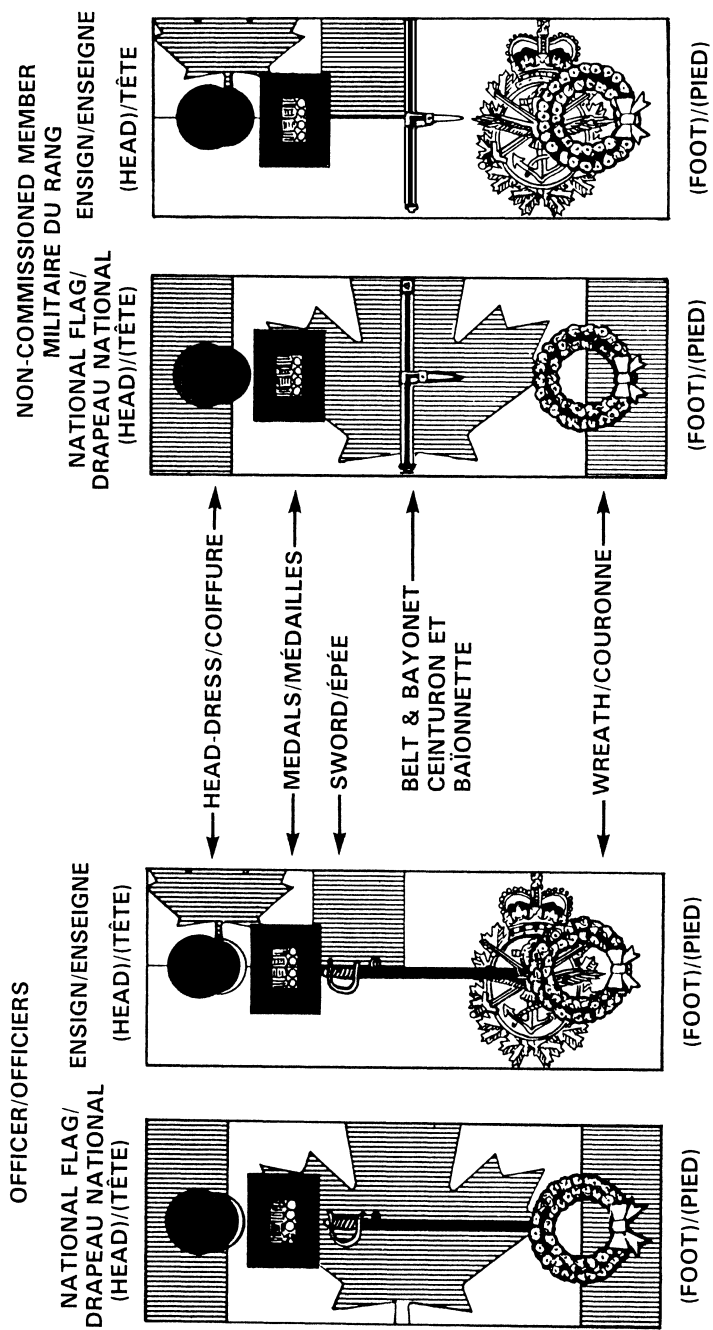 OFFICER/OFFICIERS
NATIONAL FLAG/
DRAPEAU NATIONAL
(HEAD)/(TÊTE)
ENSIGN/ENSEIGNE
(HEAD)/(TÊTE)
(FOOT)/(PIED)
(FOOT)/(PIED)
HEAD-DRESS/COIFFURE
MEDALS/MÉDAILLES
SWORD/ÉPÉE
BELT & BAYONET
CEINTURON ET
BAÏONNETTE
WREATH/COURONNE
NON-COMMISSIONED MEMBER
MILITAIRE DU RANG
NATIONAL FLAG/
DRAPEAU NATIONAL
(HEAD)/(TÊTE)
ENSIGN/ENSEIGNE
(HEAD)/TÊTE
(FOOT)/(PIED)
(FOOT)/(PIED)